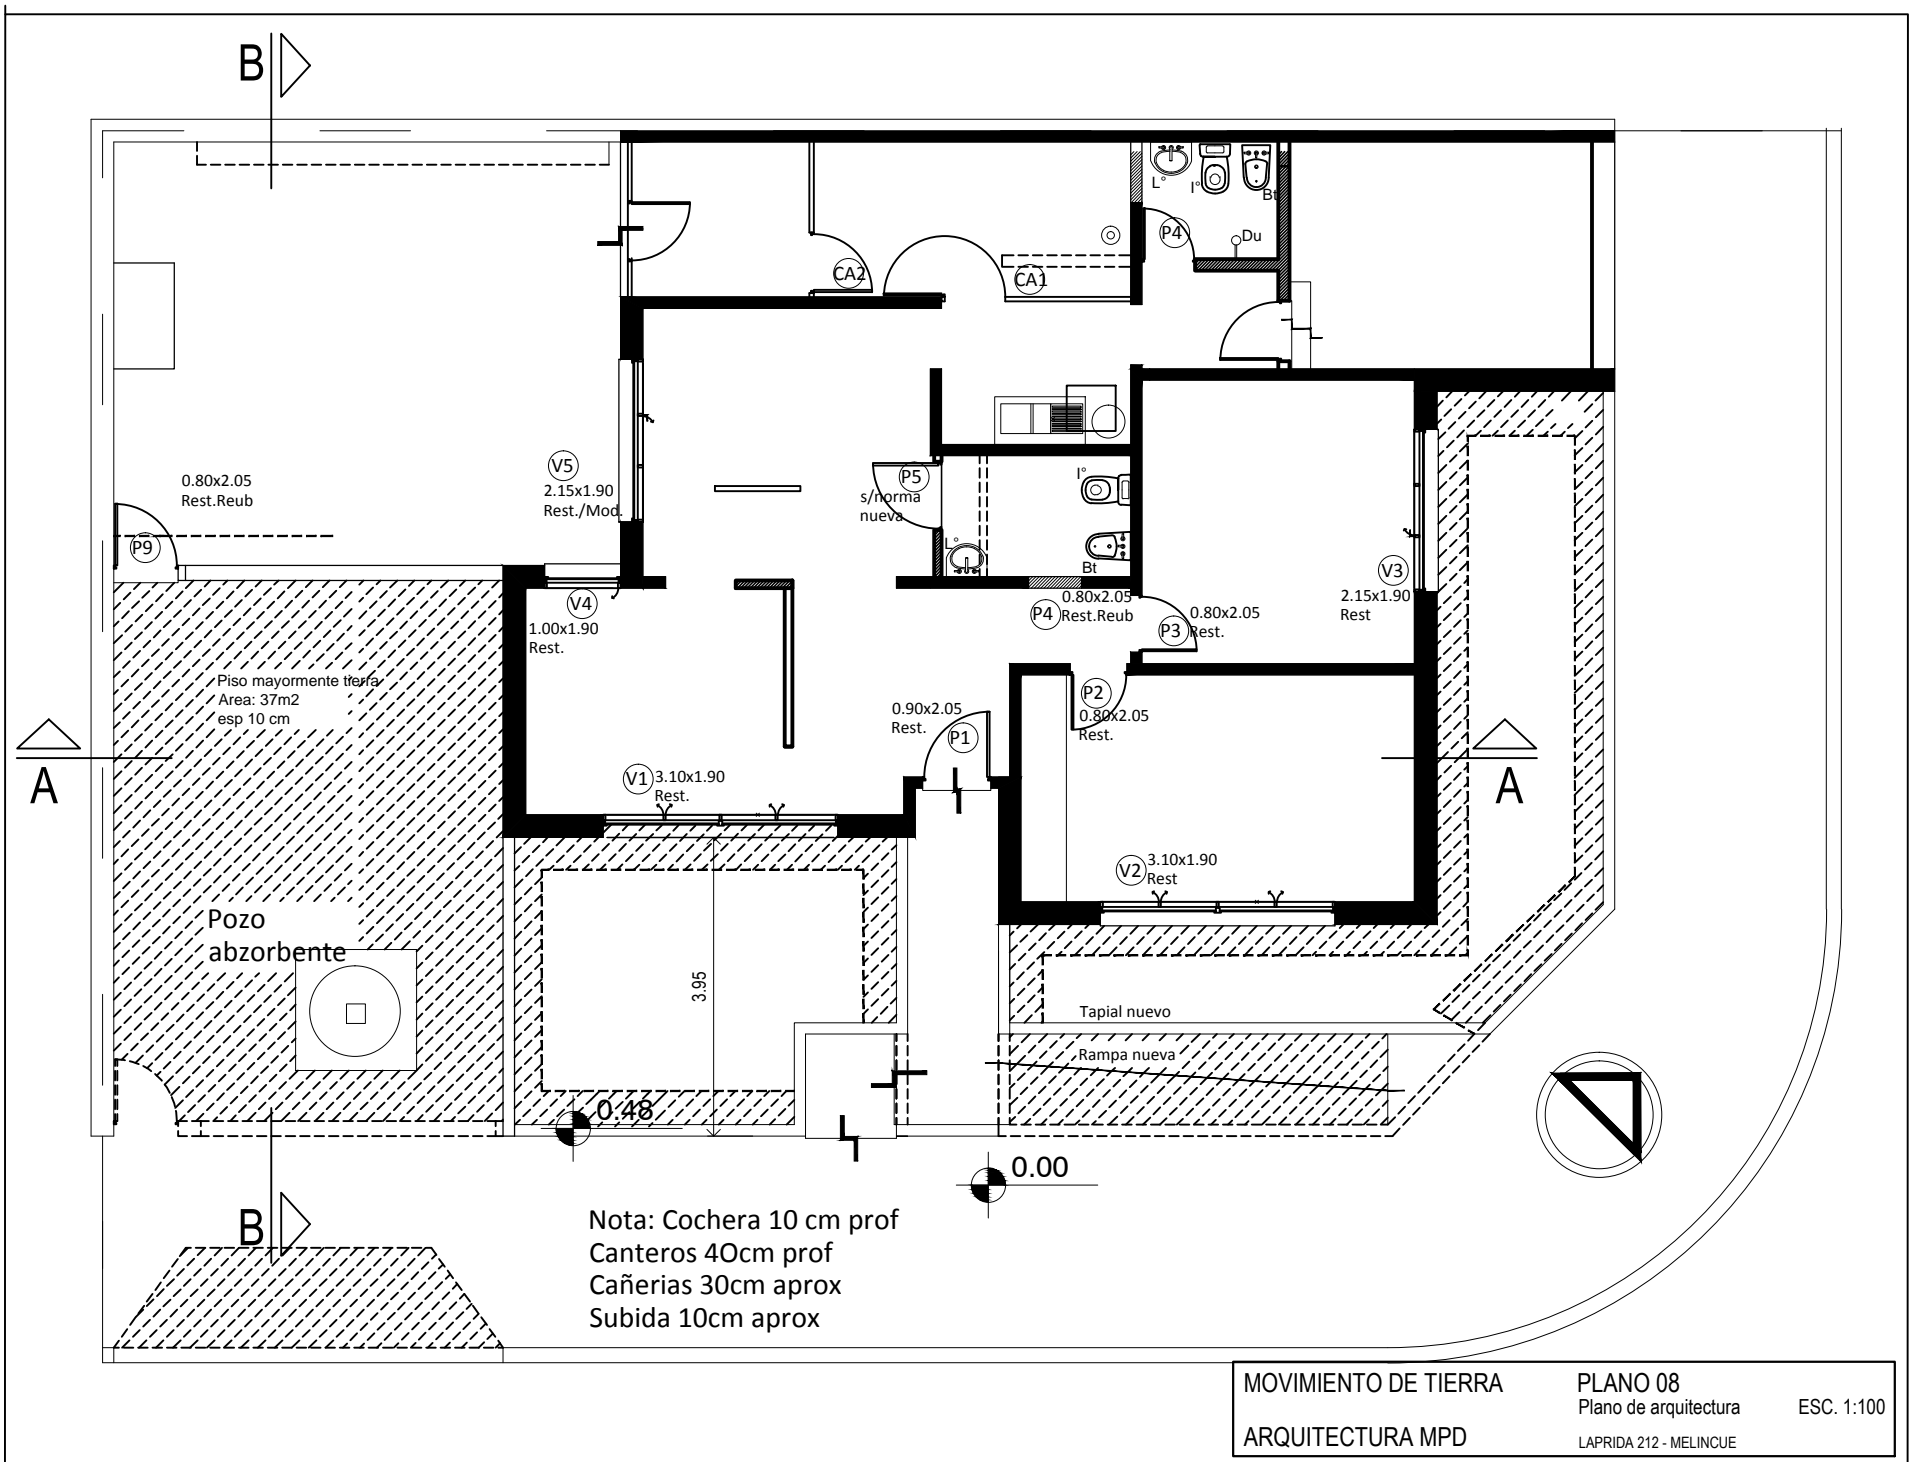 B
L°
I°
Bt
P4
Du
CA2
CA1
0.80x2.05
Rest.Reub
P9
V5
2.15x1.90
Rest./Mod.
P5
s/norma
nueva
I°
L°
Bt
V4
1.00x1.90
Rest.
0.80x2.05
P4 Rest.Reub
P3
0.80x2.05
Rest.
V3
2.15x1.90
Rest
Piso mayormente tierra
Area: 37m2
esp 10 cm
P2
0.80x2.05
Rest.
0.90x2.05
Rest.
P1
A
A
V1 3.10x1.90
Rest.
V2 3.10x1.90
Rest
Pozo
abzorbente
3.95
Tapial nuevo
Rampa nueva
0.48
0.00
B
Nota: Cochera 10 cm prof
Canteros 4Ocm prof
Cañerias 30cm aprox
Subida 10cm aprox
MOVIMIENTO DE TIERRA
PLANO 08
Plano de arquitectura
ESC. 1:100
ARQUITECTURA MPD
LAPRIDA 212 - MELINCUE